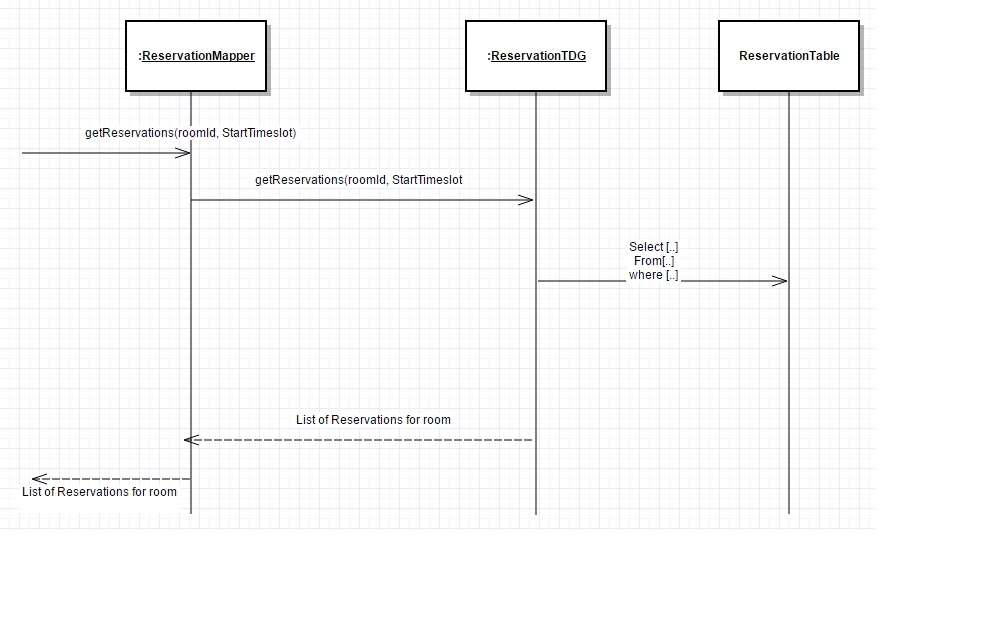 :ReservationMapper
:ReservationTDG
ReservationTable
getReservations(roomId, StartTimeslot)
getReservations(roomId, StartTimeslot
Select [..]
From[..]
where [..]
List of Reservations for room
List of Reservations for room